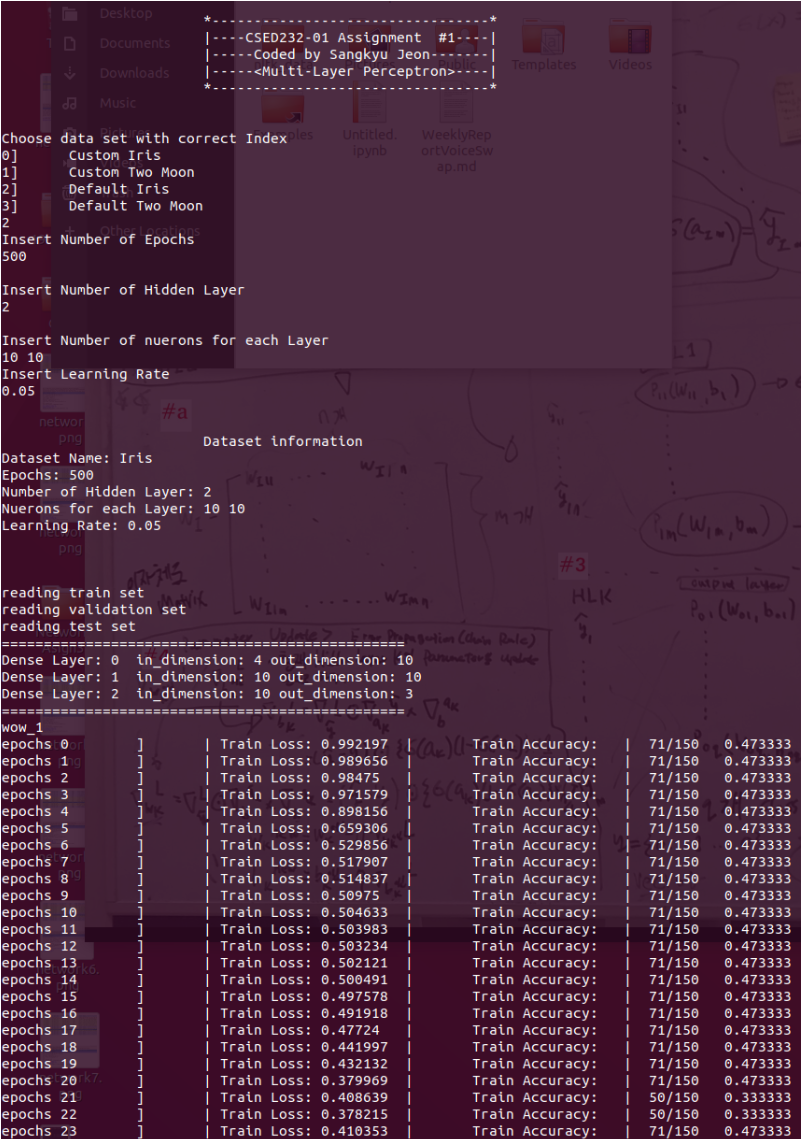 *---------------------------------*
|----CSED232-01 Assignment  #1----|
|-----Coded by Sangkyu Jeon-------|
|-----<Multi-Layer Perceptron>----|
*---------------------------------*
Desktop
Documents
Downloads
Music
Pictures
Other Locations
Public
Templates
Videos
Examples
Untitled.
ipynb
WeeklyRep
ortVoiceSw
ap.md
Choose data set with correct Index
0]      Custom Iris
1]      Custom Two Moon
2]      Default Iris
3]      Default Two Moon
2
Insert Number of Epochs
500
Insert Number of Hidden Layer
2
Insert Number of nuerons for each Layer
10 10
Insert Learning Rate
0.05
#a
Dataset information
Dataset Name: Iris
Epochs: 500
Number of Hidden Layer: 2
Nuerons for each Layer: 10 10
Learning Rate: 0.05
#3
HLK
reading train set
reading validation set
reading test set
================================================
Dense Layer: 0  in_dimension: 4 out_dimension: 10
Dense Layer: 1  in_dimension: 10 out_dimension: 10
Dense Layer: 2  in_dimension: 10 out_dimension: 3
================================================
wow_1
epochs 0        ]       | Train Loss: 0.992197  |       Train Accuracy:   |  71/150   0.473333
epochs 1        ]       | Train Loss: 0.989656  |       Train Accuracy:   |  71/150   0.473333
epochs 2        ]       | Train Loss: 0.98475   |       Train Accuracy:   |  71/150   0.473333
epochs 3        ]       | Train Loss: 0.971579  |       Train Accuracy:   |  71/150   0.473333
epochs 4        ]       | Train Loss: 0.898156  |       Train Accuracy:   |  71/150   0.473333
epochs 5        ]       | Train Loss: 0.659306  |       Train Accuracy:   |  71/150   0.473333
epochs 6        ]       | Train Loss: 0.529856  |       Train Accuracy:   |  71/150   0.473333
epochs 7        ]       | Train Loss: 0.517907  |       Train Accuracy:   |  71/150   0.473333
epochs 8        ]       | Train Loss: 0.514837  |       Train Accuracy:   |  71/150   0.473333
epochs 9        ]       | Train Loss: 0.50975   |       Train Accuracy:   |  71/150   0.473333
epochs 10       ]       | Train Loss: 0.504633  |       Train Accuracy:   |  71/150   0.473333
epochs 11       ]       | Train Loss: 0.503983  |       Train Accuracy:   |  71/150   0.473333
epochs 12       ]       | Train Loss: 0.503234  |       Train Accuracy:   |  71/150   0.473333
epochs 13       ]       | Train Loss: 0.502121  |       Train Accuracy:   |  71/150   0.473333
epochs 14       ]       | Train Loss: 0.500491  |       Train Accuracy:   |  71/150   0.473333
epochs 15       ]       | Train Loss: 0.497578  |       Train Accuracy:   |  71/150   0.473333
epochs 16       ]       | Train Loss: 0.491918  |       Train Accuracy:   |  71/150   0.473333
epochs 17       ]       | Train Loss: 0.47724   |       Train Accuracy:   |  71/150   0.473333
epochs 18       ]       | Train Loss: 0.441997  |       Train Accuracy:   |  71/150   0.473333
epochs 19       ]       | Train Loss: 0.432132  |       Train Accuracy:   |  71/150   0.473333
epochs 20       ]       | Train Loss: 0.379969  |       Train Accuracy:   |  71/150   0.473333
epochs 21       ]       | Train Loss: 0.408639  |       Train Accuracy:   |  50/150   0.333333
epochs 22       ]       | Train Loss: 0.378215  |       Train Accuracy:   |  50/150   0.333333
epochs 23       ]       | Train Loss: 0.410353  |       Train Accuracy:   |  71/150   0.473333